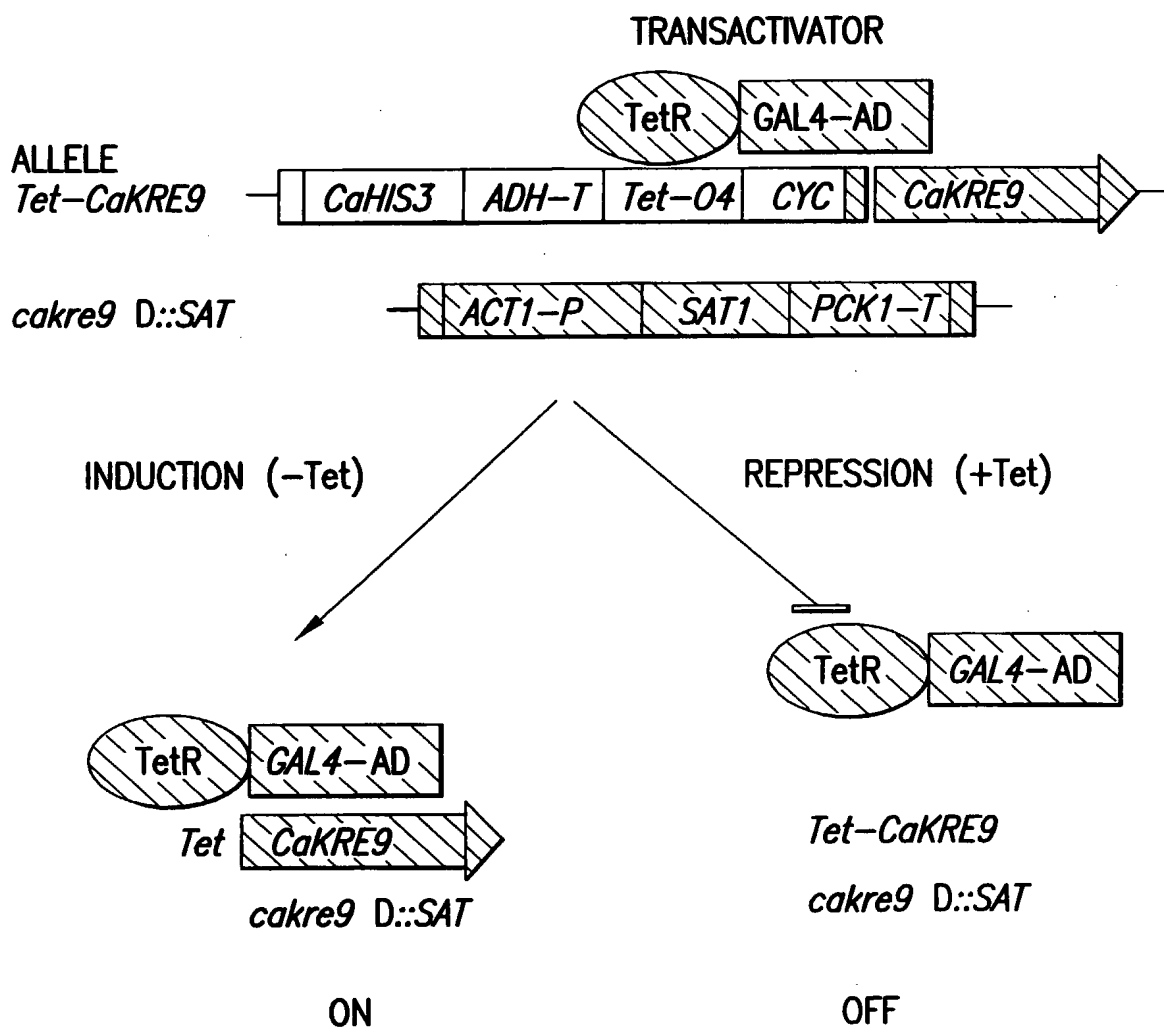 TRANSACTIVATOR
TetR GAL4-AD
ALLELE
Tet-CaKRE9 CaHIS3 ADH-T Tet-O4 CYC CaKRE9
cakre9 D::SAT ACT1-P SAT1 PCK1-T
INDUCTION (-Tet) REPRESSION (+Tet)
TetR GAL4-AD
TetR GAL4-AD
Tet CaKRE9 Tet-CaKRE9
cakre9 D::SAT cakre9 D::SAT
ON OFF